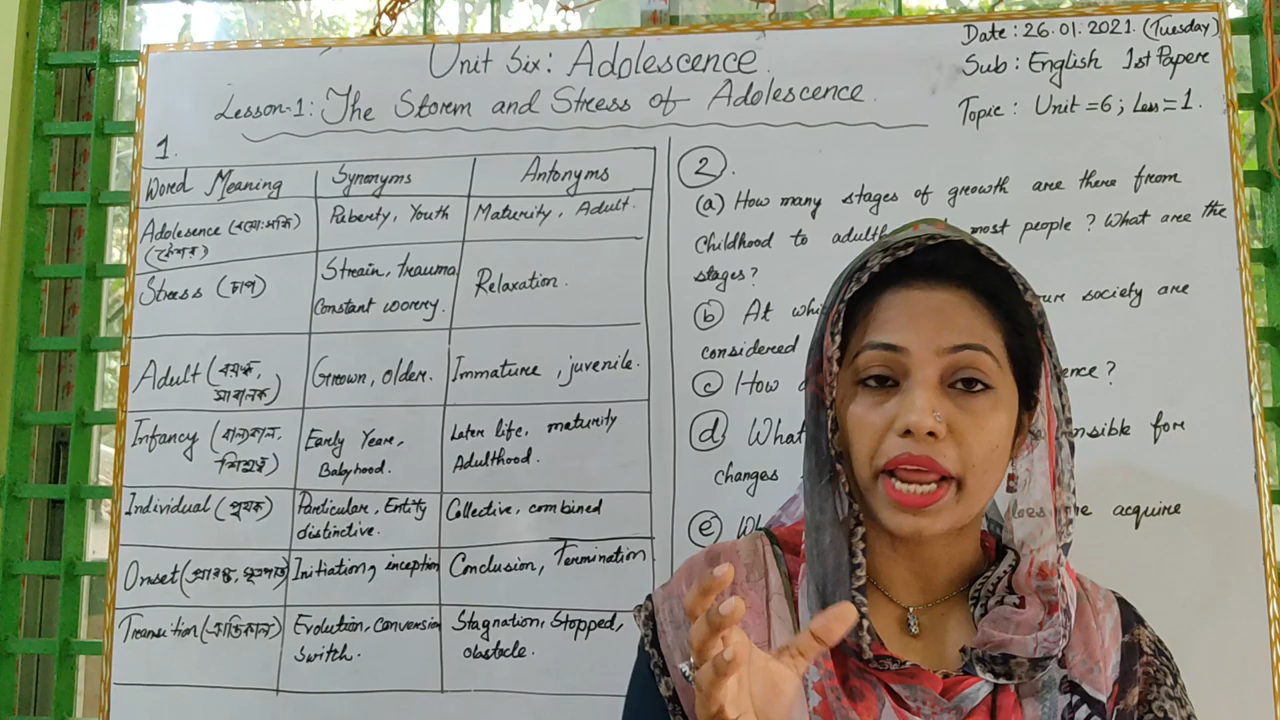 Unit Six: Adolescence.
Lesson-1: The Storm and Stress of Adolescence.
Date: 26.01.2021. (Tuesday)
Sub: English 1st Paper
Topic: Unit=6; Less=1.
1.
Word Meaning | Synonyms | Antonyms
Adolesence (বয়ঃসন্ধি) | Puberty, Youth | Maturity, Adult.
(কৈশর)
Stress (চাপ) | Strain, trauma | Relaxation.
Constant worry.
Adult (বয়স্ক, | Grown, older. | Immature, juvenile.
সাবালক)
Infancy (বাল্যকাল, | Early Year, | Later life, maturity
শিশুত্ব) | Babyhood. | Adulthood.
Individual (পৃথক) | Particular, Entity | Collective, combined
distinctive.
Onset (প্রারম্ভ, সূত্রপাত) | Initiation, inception | Conclusion, Termination
Transition (ক্রান্তিকাল) | Evolution, Conversion | Stagnation, Stopped,
Switch. | obstacle.
2.
(a) How many stages of growth are there from
childhood to most people? What are the
stages?
(b) At society are
considered
(c) How
(d) What for
changes
(e) acquire